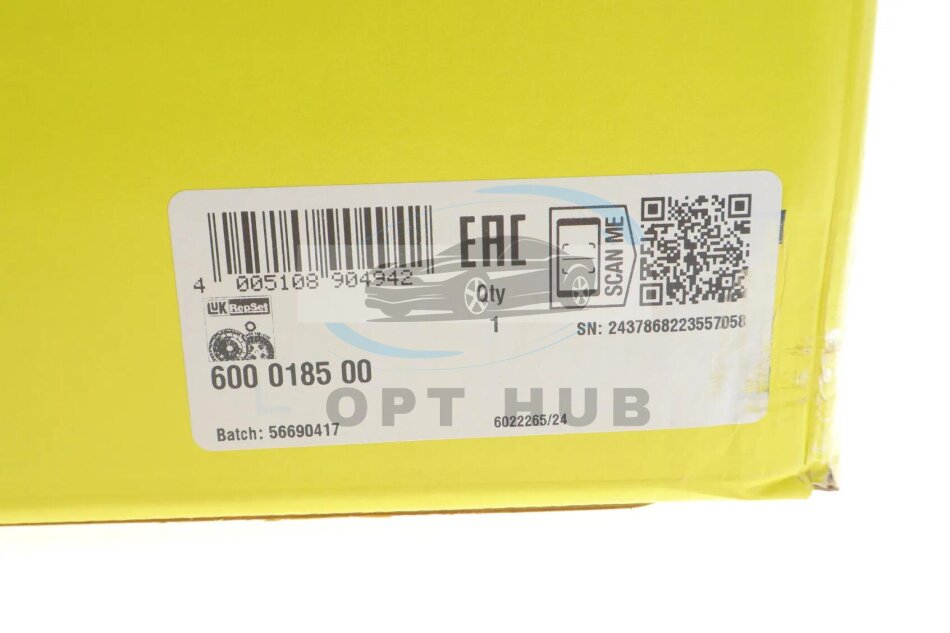 4 005108 904942
EAC
Qty
1
SCAN ME
SN: 2437868223557058
LUK RepSet
600 0185 00
OPT HUB
Batch: 56690417
6022265/24